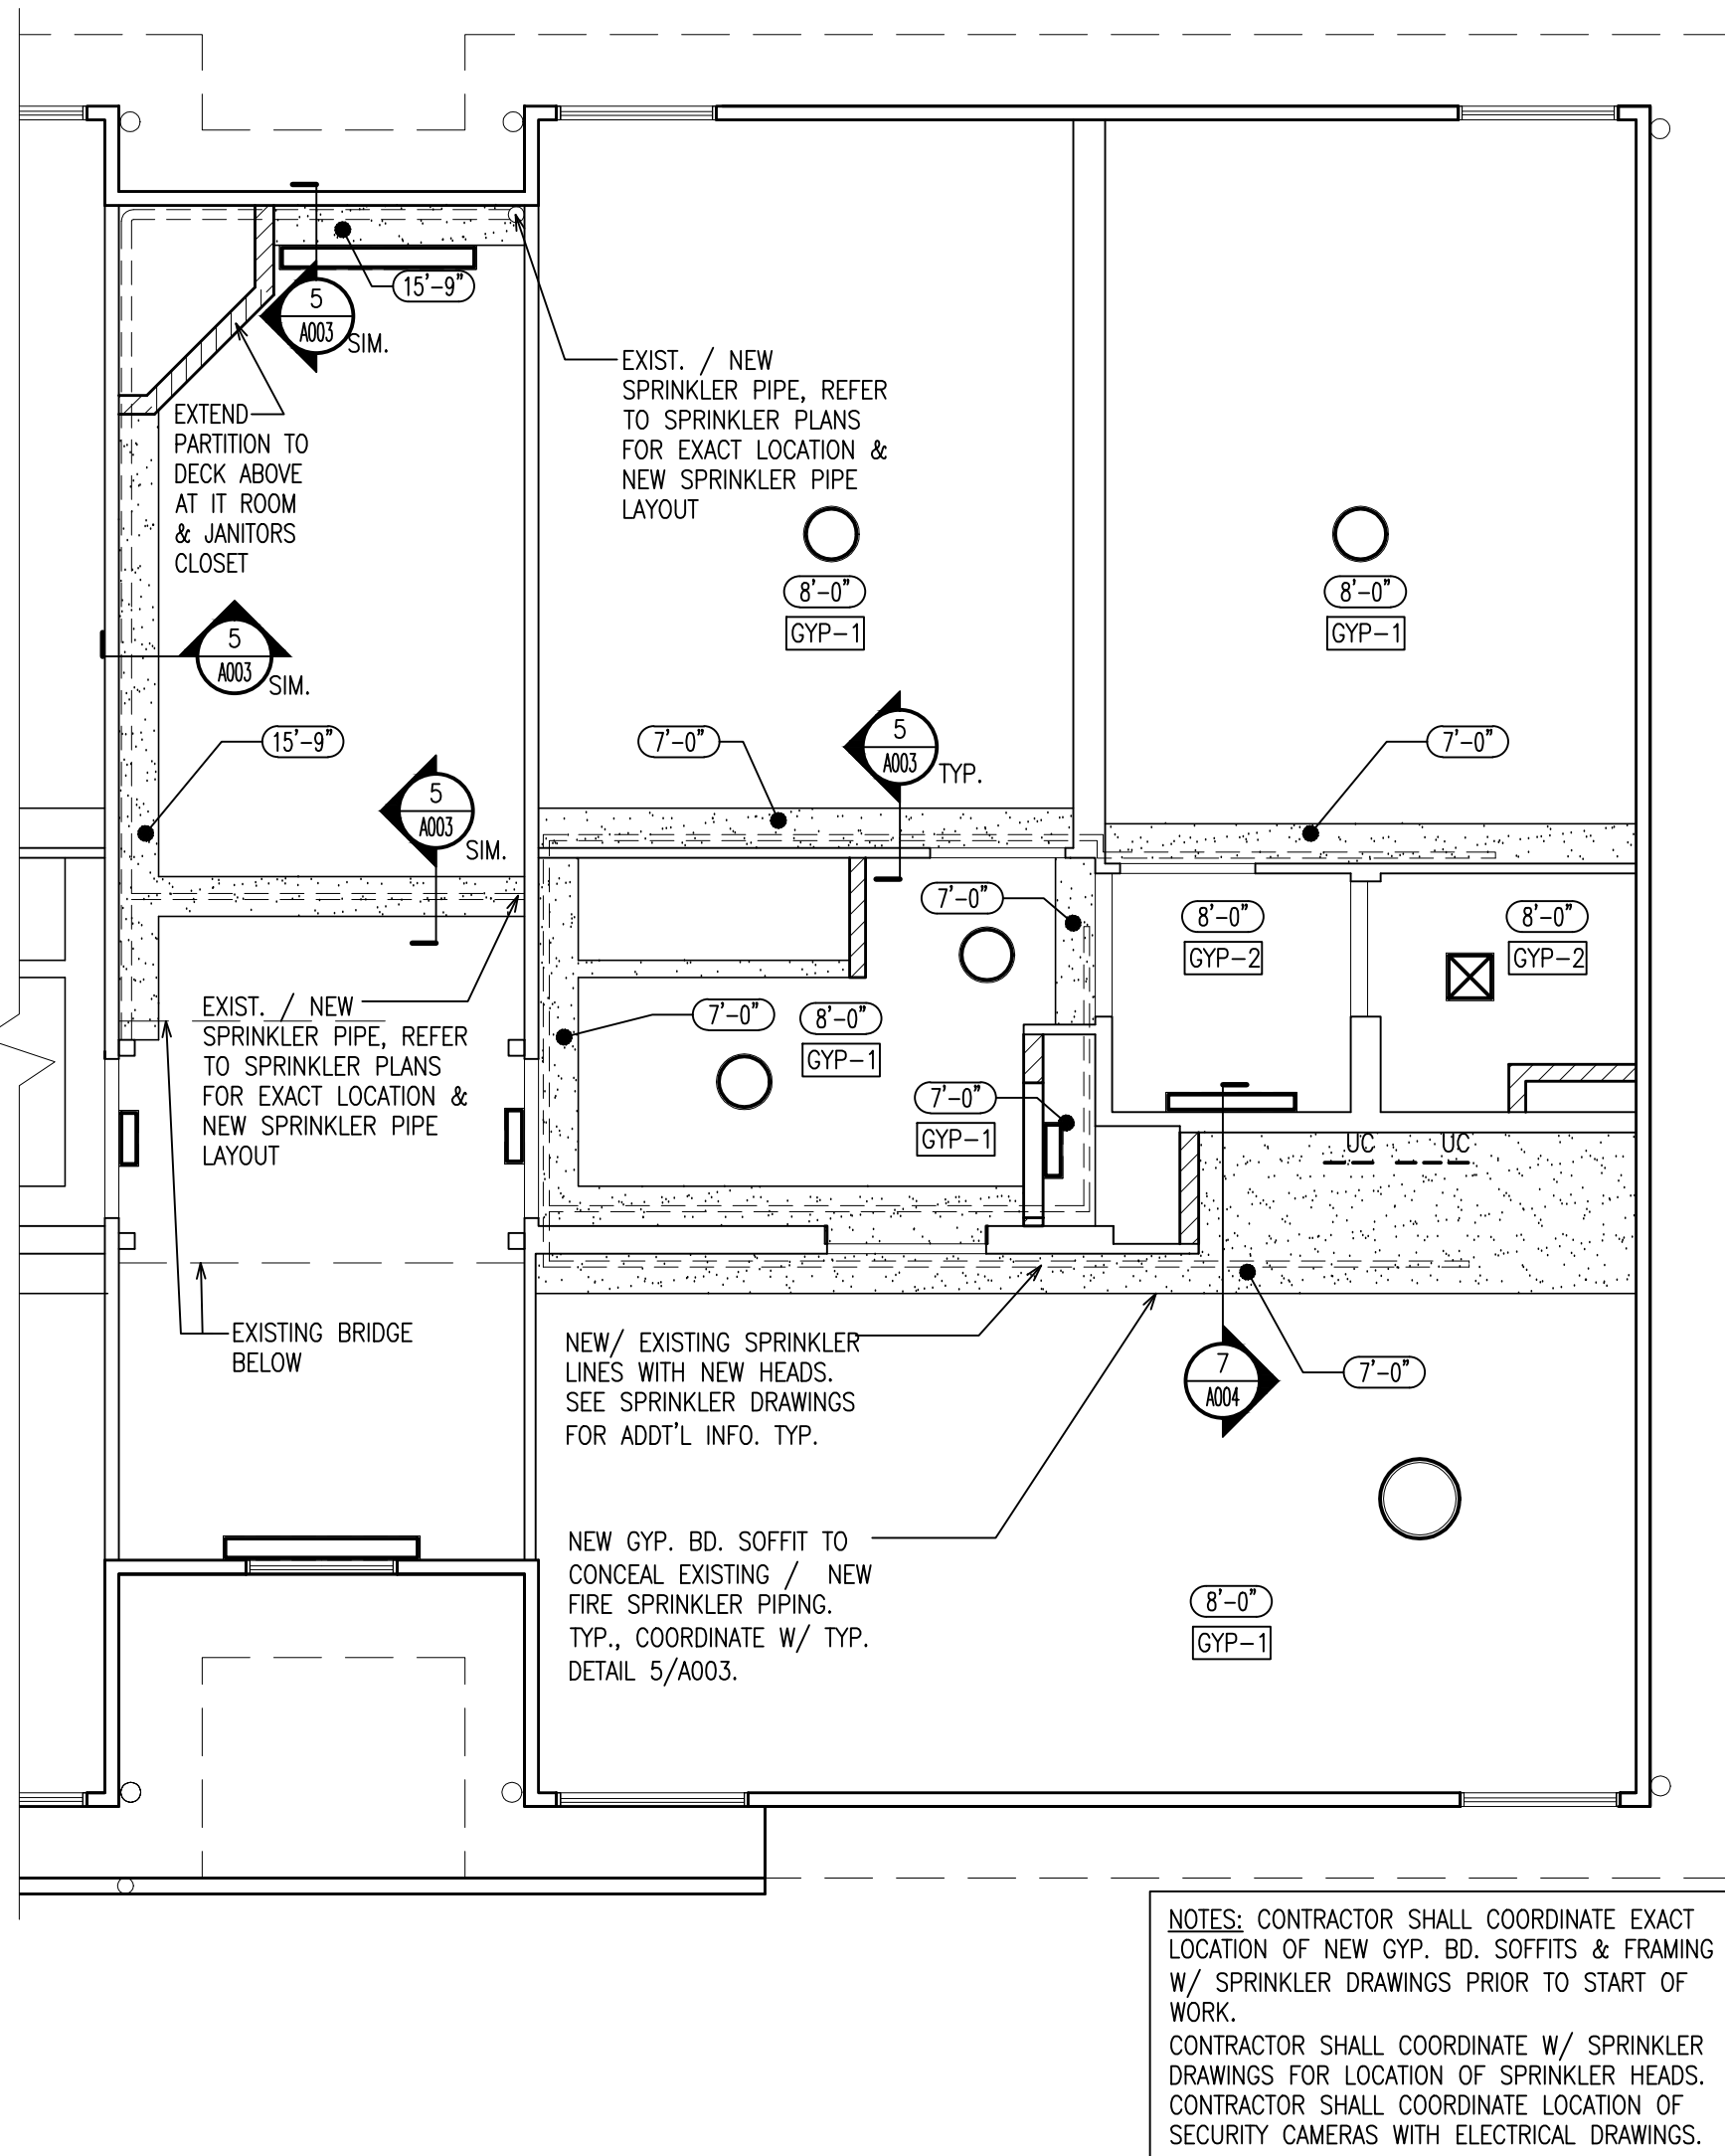 15'-9"
5
A003
SIM.
EXIST. / NEW
SPRINKLER PIPE, REFER
TO SPRINKLER PLANS
FOR EXACT LOCATION &
NEW SPRINKLER PIPE
LAYOUT
EXTEND
PARTITION TO
DECK ABOVE
AT IT ROOM
& JANITORS
CLOSET
8'-0"
GYP-1
8'-0"
GYP-1
5
A003
SIM.
15'-9"
7'-0"
5
A003
TYP.
7'-0"
5
A003
SIM.
7'-0"
8'-0"
GYP-2
8'-0"
GYP-2
EXIST. / NEW
SPRINKLER PIPE, REFER
TO SPRINKLER PLANS
FOR EXACT LOCATION &
NEW SPRINKLER PIPE
LAYOUT
7'-0"
8'-0"
GYP-1
7'-0"
GYP-1
UC
UC
EXISTING BRIDGE
BELOW
NEW/ EXISTING SPRINKLER
LINES WITH NEW HEADS.
SEE SPRINKLER DRAWINGS
FOR ADDT'L INFO. TYP.
7
A004
7'-0"
NEW GYP. BD. SOFFIT TO
CONCEAL EXISTING / NEW
FIRE SPRINKLER PIPING.
TYP., COORDINATE W/ TYP.
DETAIL 5/A003.
8'-0"
GYP-1
NOTES: CONTRACTOR SHALL COORDINATE EXACT
LOCATION OF NEW GYP. BD. SOFFITS & FRAMING
W/ SPRINKLER DRAWINGS PRIOR TO START OF
WORK.
CONTRACTOR SHALL COORDINATE W/ SPRINKLER
DRAWINGS FOR LOCATION OF SPRINKLER HEADS.
CONTRACTOR SHALL COORDINATE LOCATION OF
SECURITY CAMERAS WITH ELECTRICAL DRAWINGS.